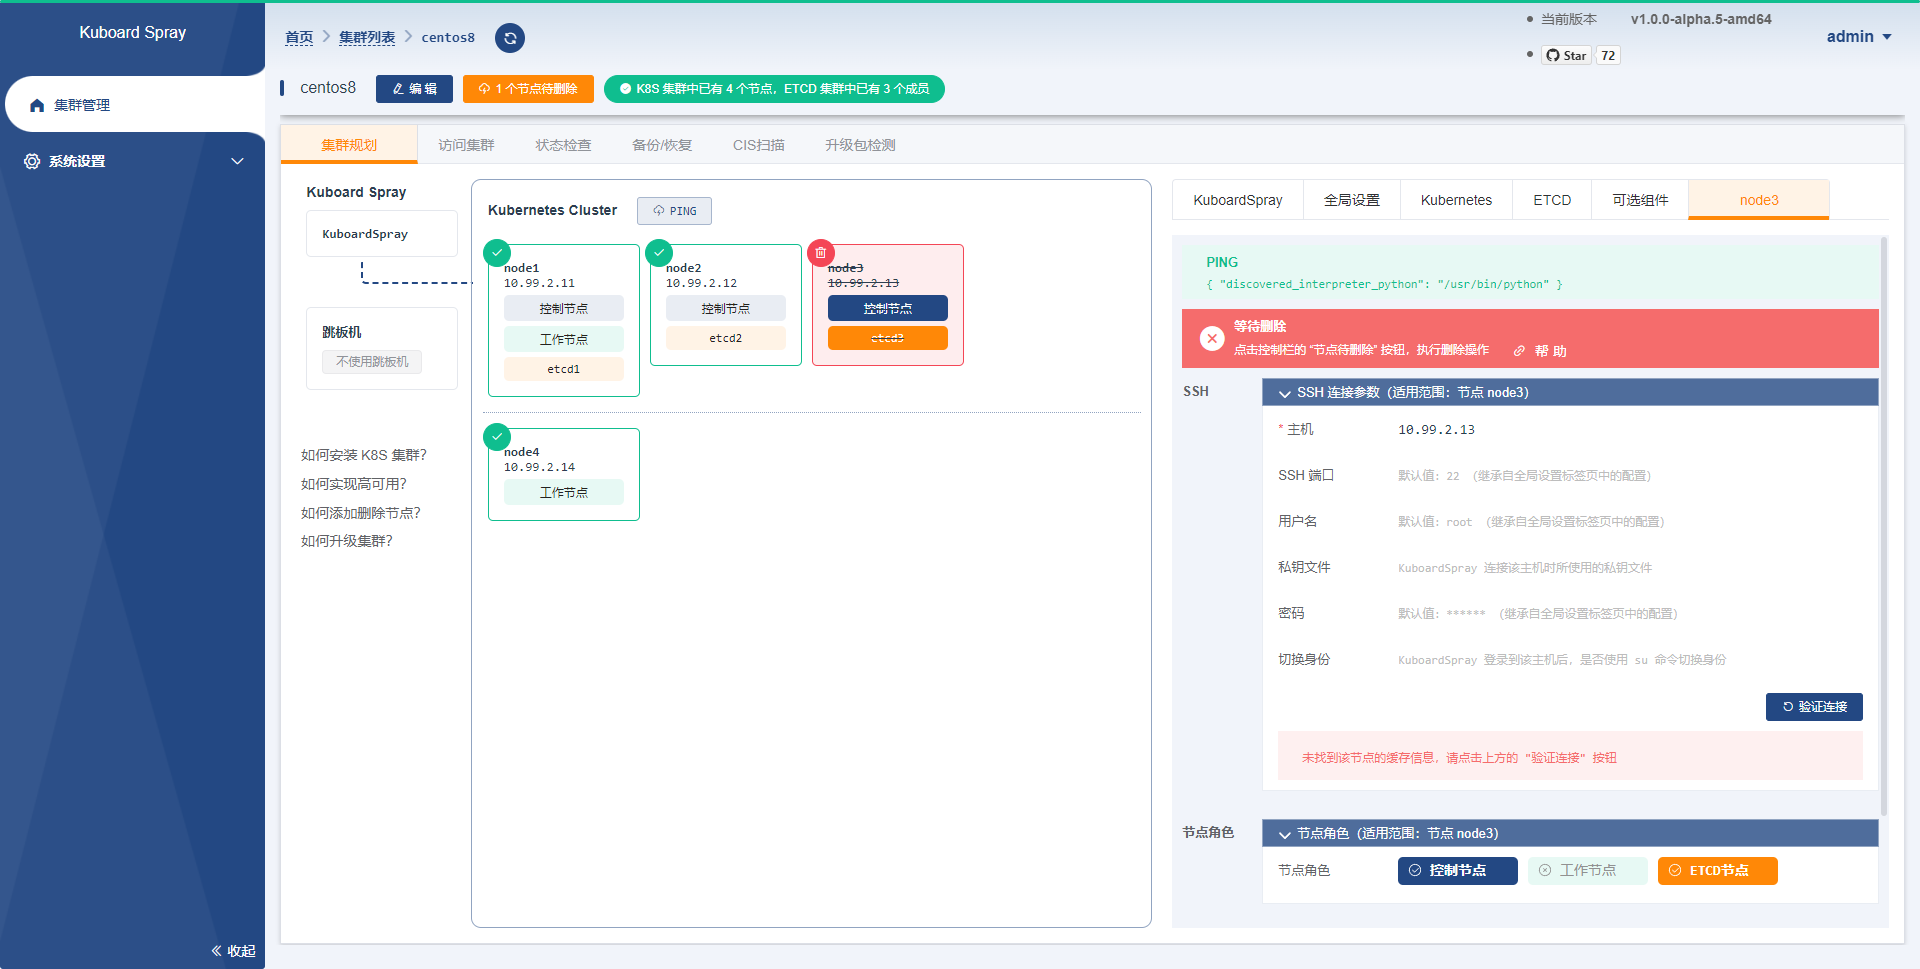 Kuboard Spray
集群管理
系统设置
收起
首页
集群列表
centos8
当前版本
v1.0.0-alpha.5-amd64
Star
72
admin
centos8
编 辑
1 个节点待删除
K8S 集群中已有 4 个节点，ETCD 集群中已有 3 个成员
集群规划
访问集群
状态检查
备份/恢复
CIS扫描
升级包检测
Kuboard Spray
KuboardSpray
跳板机
不使用跳板机
如何安装 K8S 集群?
如何实现高可用?
如何添加删除节点?
如何升级集群?
Kubernetes Cluster
PING
node1
10.99.2.11
控制节点
工作节点
etcd1
node2
10.99.2.12
控制节点
etcd2
node3
10.99.2.13
控制节点
etcd3
node4
10.99.2.14
工作节点
KuboardSpray
全局设置
Kubernetes
ETCD
可选组件
node3
PING
{ "discovered_interpreter_python": "/usr/bin/python" }
等待删除
点击控制栏的 “节点待删除” 按钮，执行删除操作
帮 助
SSH
SSH 连接参数（适用范围：节点 node3）
* 主机
10.99.2.13
SSH 端口
默认值: 22 （继承自全局设置标签页中的配置）
用户名
默认值: root （继承自全局设置标签页中的配置）
私钥文件
KuboardSpray 连接该主机时所使用的私钥文件
密码
默认值: ****** （继承自全局设置标签页中的配置）
切换身份
KuboardSpray 登录到该主机后，是否使用 su 命令切换身份
验证连接
未找到该节点的缓存信息，请点击上方的 "验证连接" 按钮
节点角色
节点角色（适用范围：节点 node3）
节点角色
控制节点
工作节点
ETCD节点